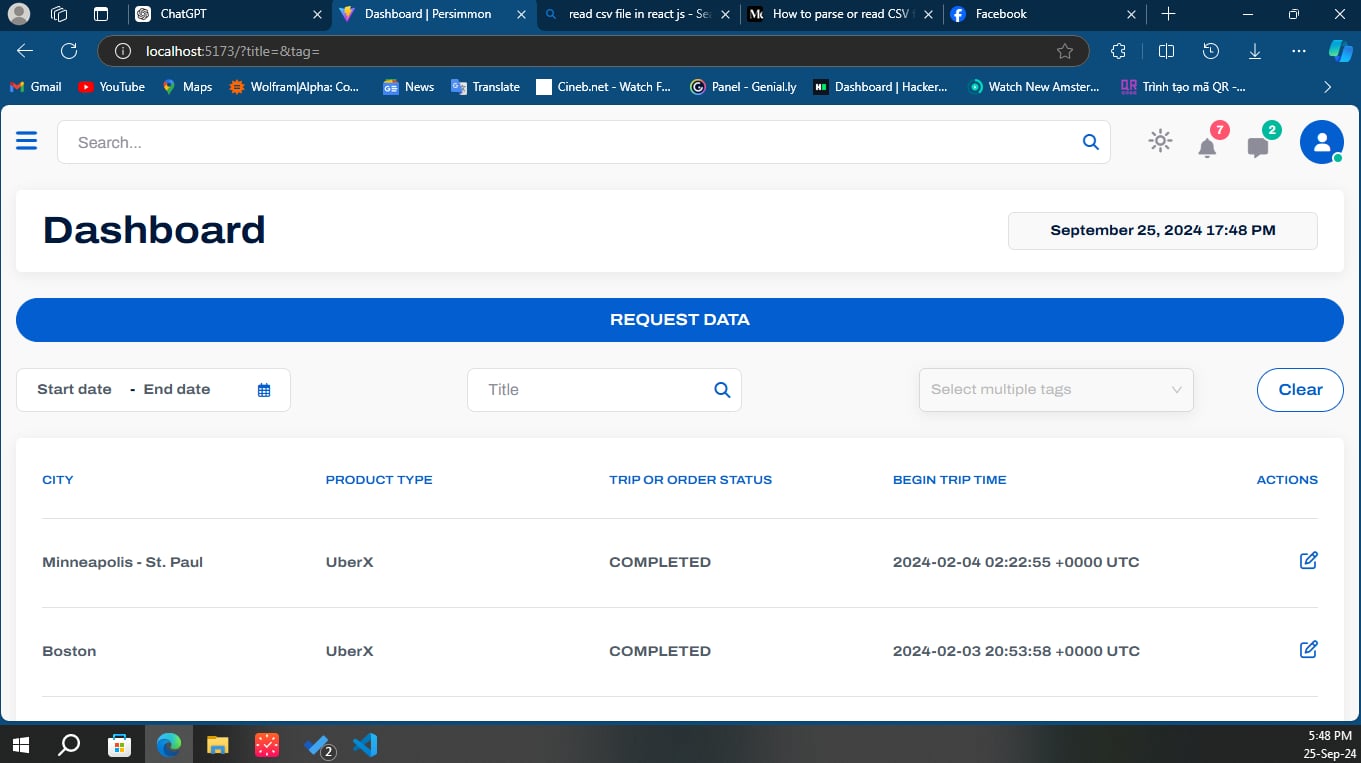 ChatGPT
Dashboard | Persimmon
read csv file in react js - Sea
How to parse or read CSV f
Facebook
localhost:5173/?title=&tag=
Gmail
YouTube
Maps
Wolfram|Alpha: Co...
News
Translate
Cineb.net - Watch F...
Panel - Genial.ly
Dashboard | Hacker...
Watch New Amster...
QR
Trình tạo mã QR -...
Search...
7
2
Dashboard
September 25, 2024 17:48 PM
REQUEST DATA
Start date - End date
Title
Select multiple tags
Clear
CITY PRODUCT TYPE TRIP OR ORDER STATUS BEGIN TRIP TIME ACTIONS
Minneapolis - St. Paul UberX COMPLETED 2024-02-04 02:22:55 +0000 UTC
Boston UberX COMPLETED 2024-02-03 20:53:58 +0000 UTC
2
5:48 PM
25-Sep-24